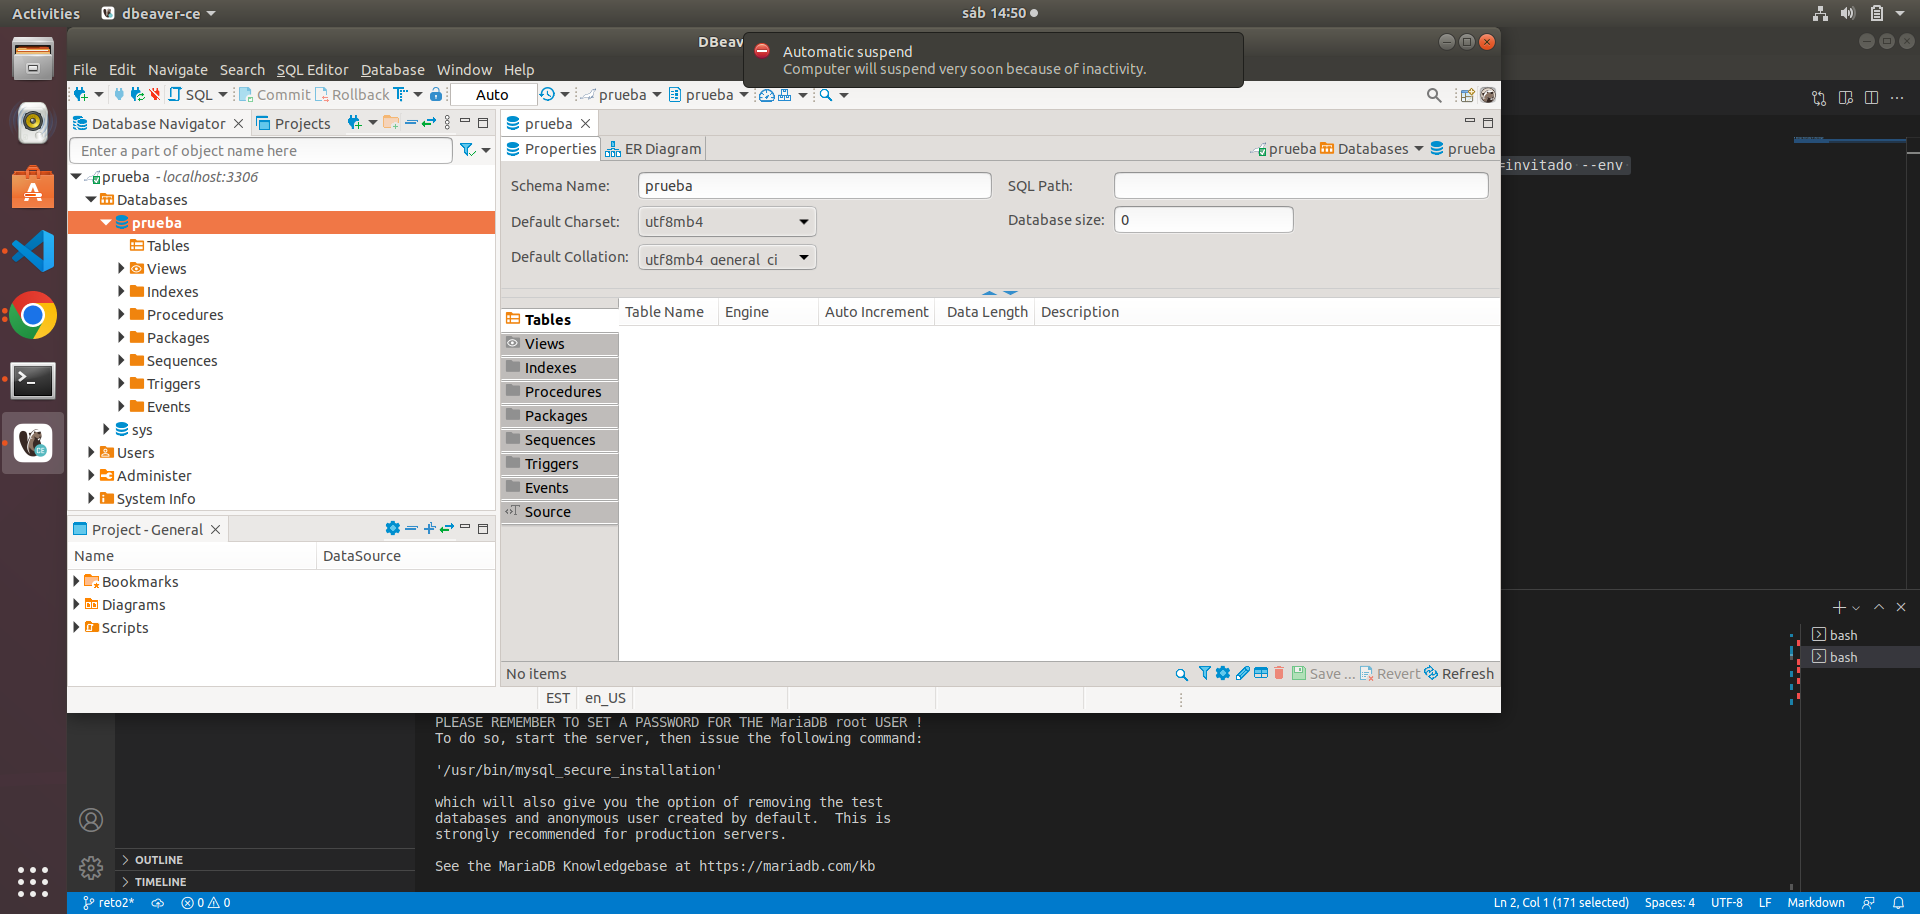 Activities dbeaver-ce sáb 14:50
DBeav
Automatic suspend
Computer will suspend very soon because of inactivity.
File Edit Navigate Search SQL Editor Database Window Help
SQL Commit Rollback Auto prueba prueba
Database Navigator Projects
Enter a part of object name here
prueba - localhost:3306
Databases
prueba
Tables
Views
Indexes
Procedures
Packages
Sequences
Triggers
Events
sys
Users
Administer
System Info
Project - General
Name DataSource
Bookmarks
Diagrams
Scripts
prueba
Properties ER Diagram prueba Databases prueba
Schema Name: prueba SQL Path:
Default Charset: utf8mb4 Database size: 0
Default Collation: utf8mb4_general_ci
Tables
Views
Indexes
Procedures
Packages
Sequences
Triggers
Events
Source
Table Name Engine Auto Increment Data Length Description
No items Save ... Revert Refresh
EST en_US
=invitado --env
bash
bash
PLEASE REMEMBER TO SET A PASSWORD FOR THE MariaDB root USER !
To do so, start the server, then issue the following command:
'/usr/bin/mysql_secure_installation'
which will also give you the option of removing the test
databases and anonymous user created by default.  This is
strongly recommended for production servers.
See the MariaDB Knowledgebase at https://mariadb.com/kb
OUTLINE
TIMELINE
reto2* 0 0 Ln 2, Col 1 (171 selected) Spaces: 4 UTF-8 LF Markdown